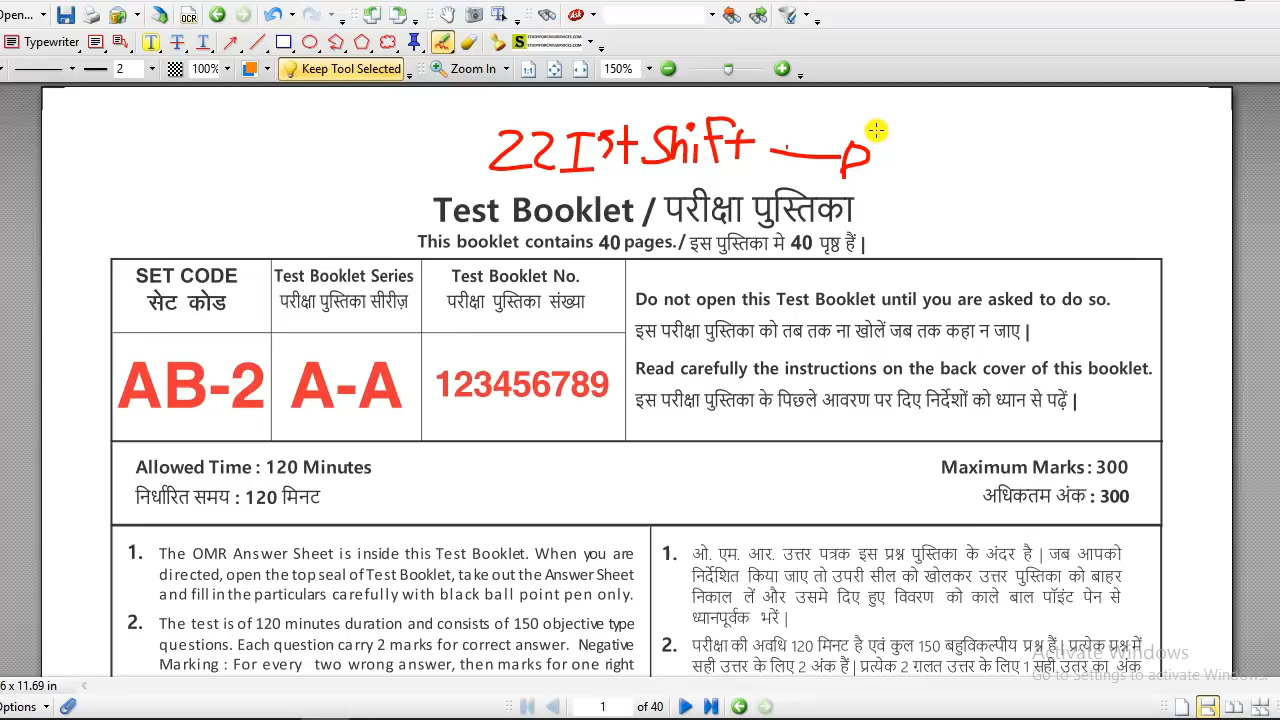 Typewriter
2
100%
Keep Tool Selected
Zoom In
150%
22 Ist Shift — P
Test Booklet / परीक्षा पुस्तिका
This booklet contains 40 pages./ इस पुस्तिका मे 40 पृष्ठ हैं |
SET CODE
सेट कोड
Test Booklet Series
परीक्षा पुस्तिका सीरीज़
Test Booklet No.
परीक्षा पुस्तिका संख्या
AB-2
A-A
123456789
Do not open this Test Booklet until you are asked to do so.
इस परीक्षा पुस्तिका को तब तक ना खोलें जब तक कहा न जाए |
Read carefully the instructions on the back cover of this booklet.
इस परीक्षा पुस्तिका के पिछले आवरण पर दिए निर्देशों को ध्यान से पढ़ें |
Allowed Time : 120 Minutes
निर्धारित समय : 120 मिनट
Maximum Marks : 300
अधिकतम अंक : 300
1. The OMR Answer Sheet is inside this Test Booklet. When you are
directed, open the top seal of Test Booklet, take out the Answer Sheet
and fill in the particulars carefully with black ball point pen only.
2. The test is of 120 minutes duration and consists of 150 objective type
questions. Each question carry 2 marks for correct answer. Negative
Marking : For every two wrong answer, then marks for one right
1. ओ. एम. आर. उत्तर पत्रक इस प्रश्न पुस्तिका के अंदर है | जब आपको
निर्देशित किया जाए तो उपरी सील को खोलकर उत्तर पुस्तिका को बाहर
निकाल लें और उसमे दिए हुए विवरण को काले बाल पॉइंट पेन से
ध्यानपूर्वक भरें |
2. परीक्षा की अवधि 120 मिनट है एवं कुल 150 बहुविकल्पीय प्रश्न हैं| प्रत्येक प्रश्न में
सही उत्तर के लिए 2 अंक हैं| प्रत्येक 2 गलत उत्तर के लिए 1 सही उत्तर का अंक
Activate Windows
Go to Settings to activate Windows.
6 x 11.69 in
Options
1
of 40